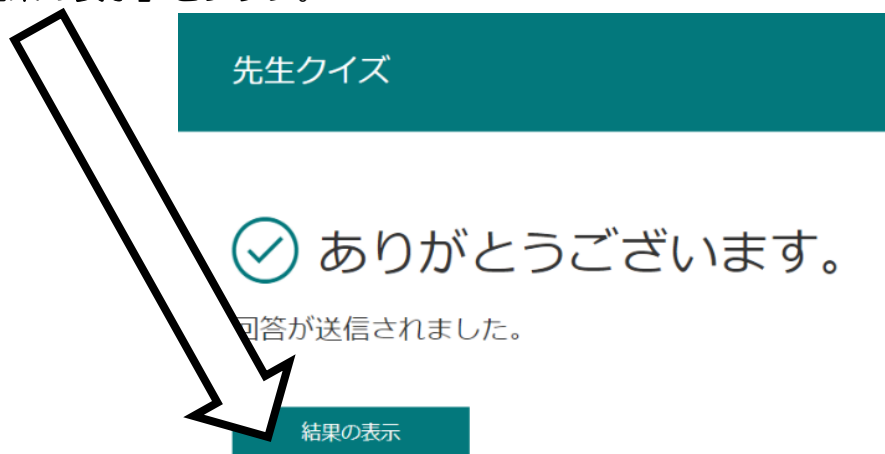 先生クイズ
ありがとうございます。
回答が送信されました。
結果の表示